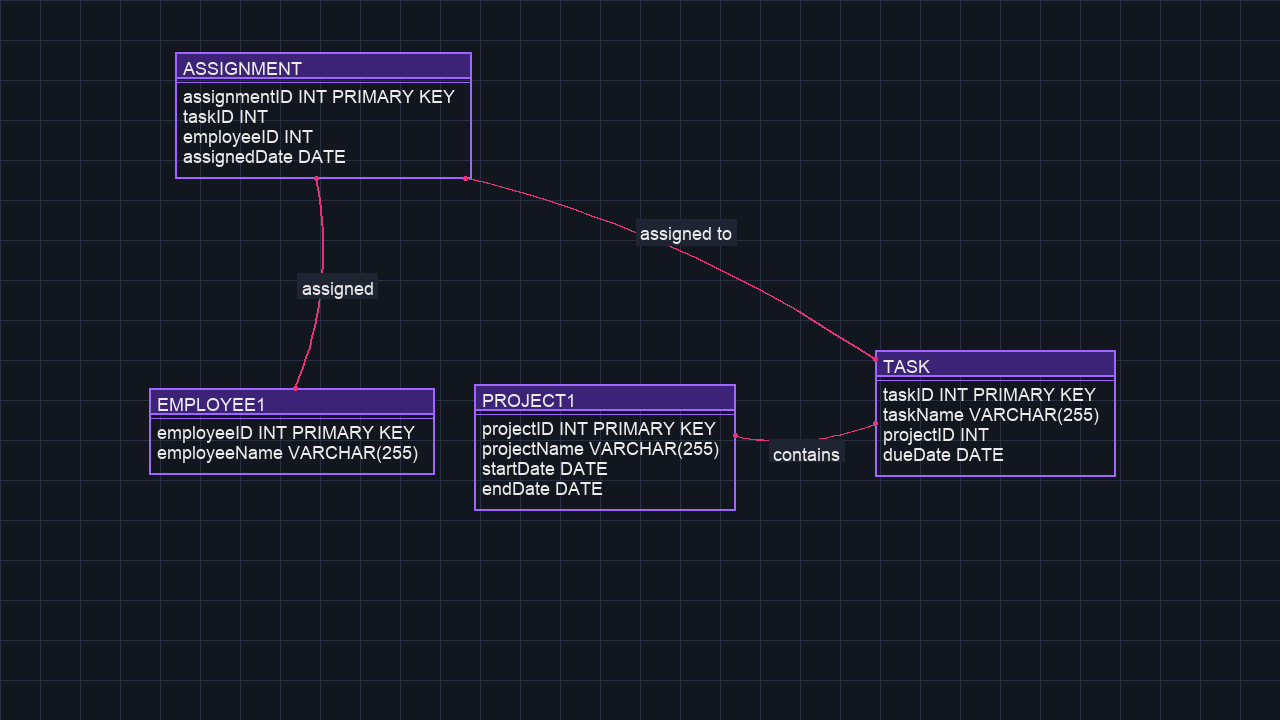 ASSIGNMENT
assignmentID INT PRIMARY KEY
taskID INT
employeeID INT
assignedDate DATE
assigned to
assigned
EMPLOYEE1
employeeID INT PRIMARY KEY
employeeName VARCHAR(255)
PROJECT1
projectID INT PRIMARY KEY
projectName VARCHAR(255)
startDate DATE
endDate DATE
contains
TASK
taskID INT PRIMARY KEY
taskName VARCHAR(255)
projectID INT
dueDate DATE